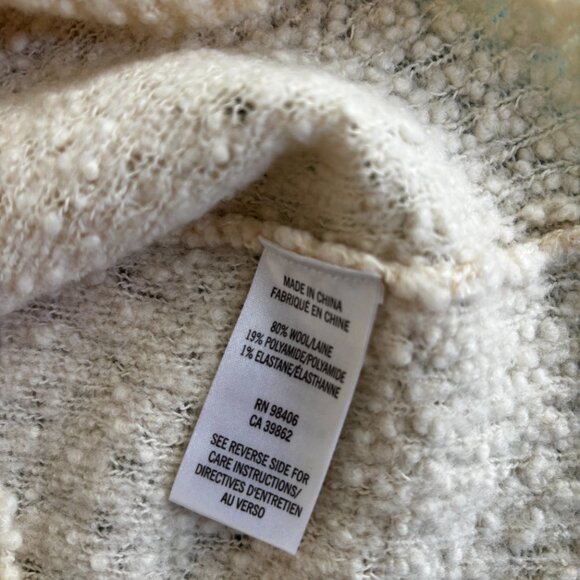 MADE IN CHINA
FABRIQUÉ EN CHINE
80% WOOL/LAINE
19% POLYAMIDE/POLYAMIDE
1% ELASTANE/ÉLASTHANNE
RN 98406
CA 39862
SEE REVERSE SIDE FOR
CARE INSTRUCTIONS/
DIRECTIVES D'ENTRETIEN
AU VERSO